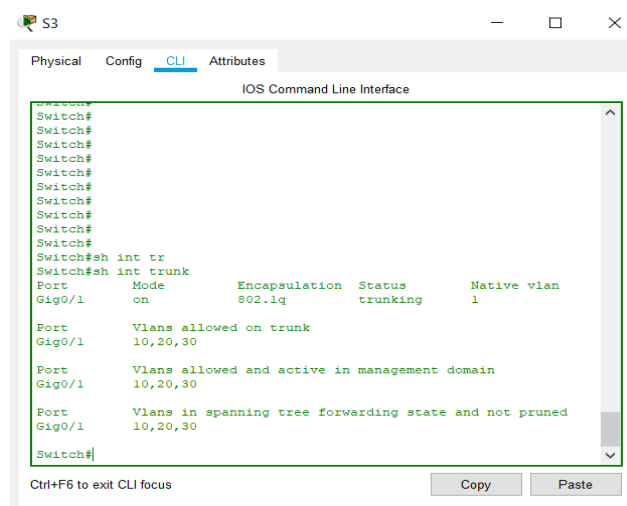 S3
Physical Config CLI Attributes
IOS Command Line Interface
Switch#
Switch#
Switch#
Switch#
Switch#
Switch#
Switch#
Switch#
Switch#
Switch#
Switch#
Switch#sh int tr
Switch#sh int trunk
Port Mode Encapsulation Status Native vlan
Gig0/1 on 802.1q trunking 1
Port Vlans allowed on trunk
Gig0/1 10,20,30
Port Vlans allowed and active in management domain
Gig0/1 10,20,30
Port Vlans in spanning tree forwarding state and not pruned
Gig0/1 10,20,30
Switch#
Ctrl+F6 to exit CLI focus
Copy Paste